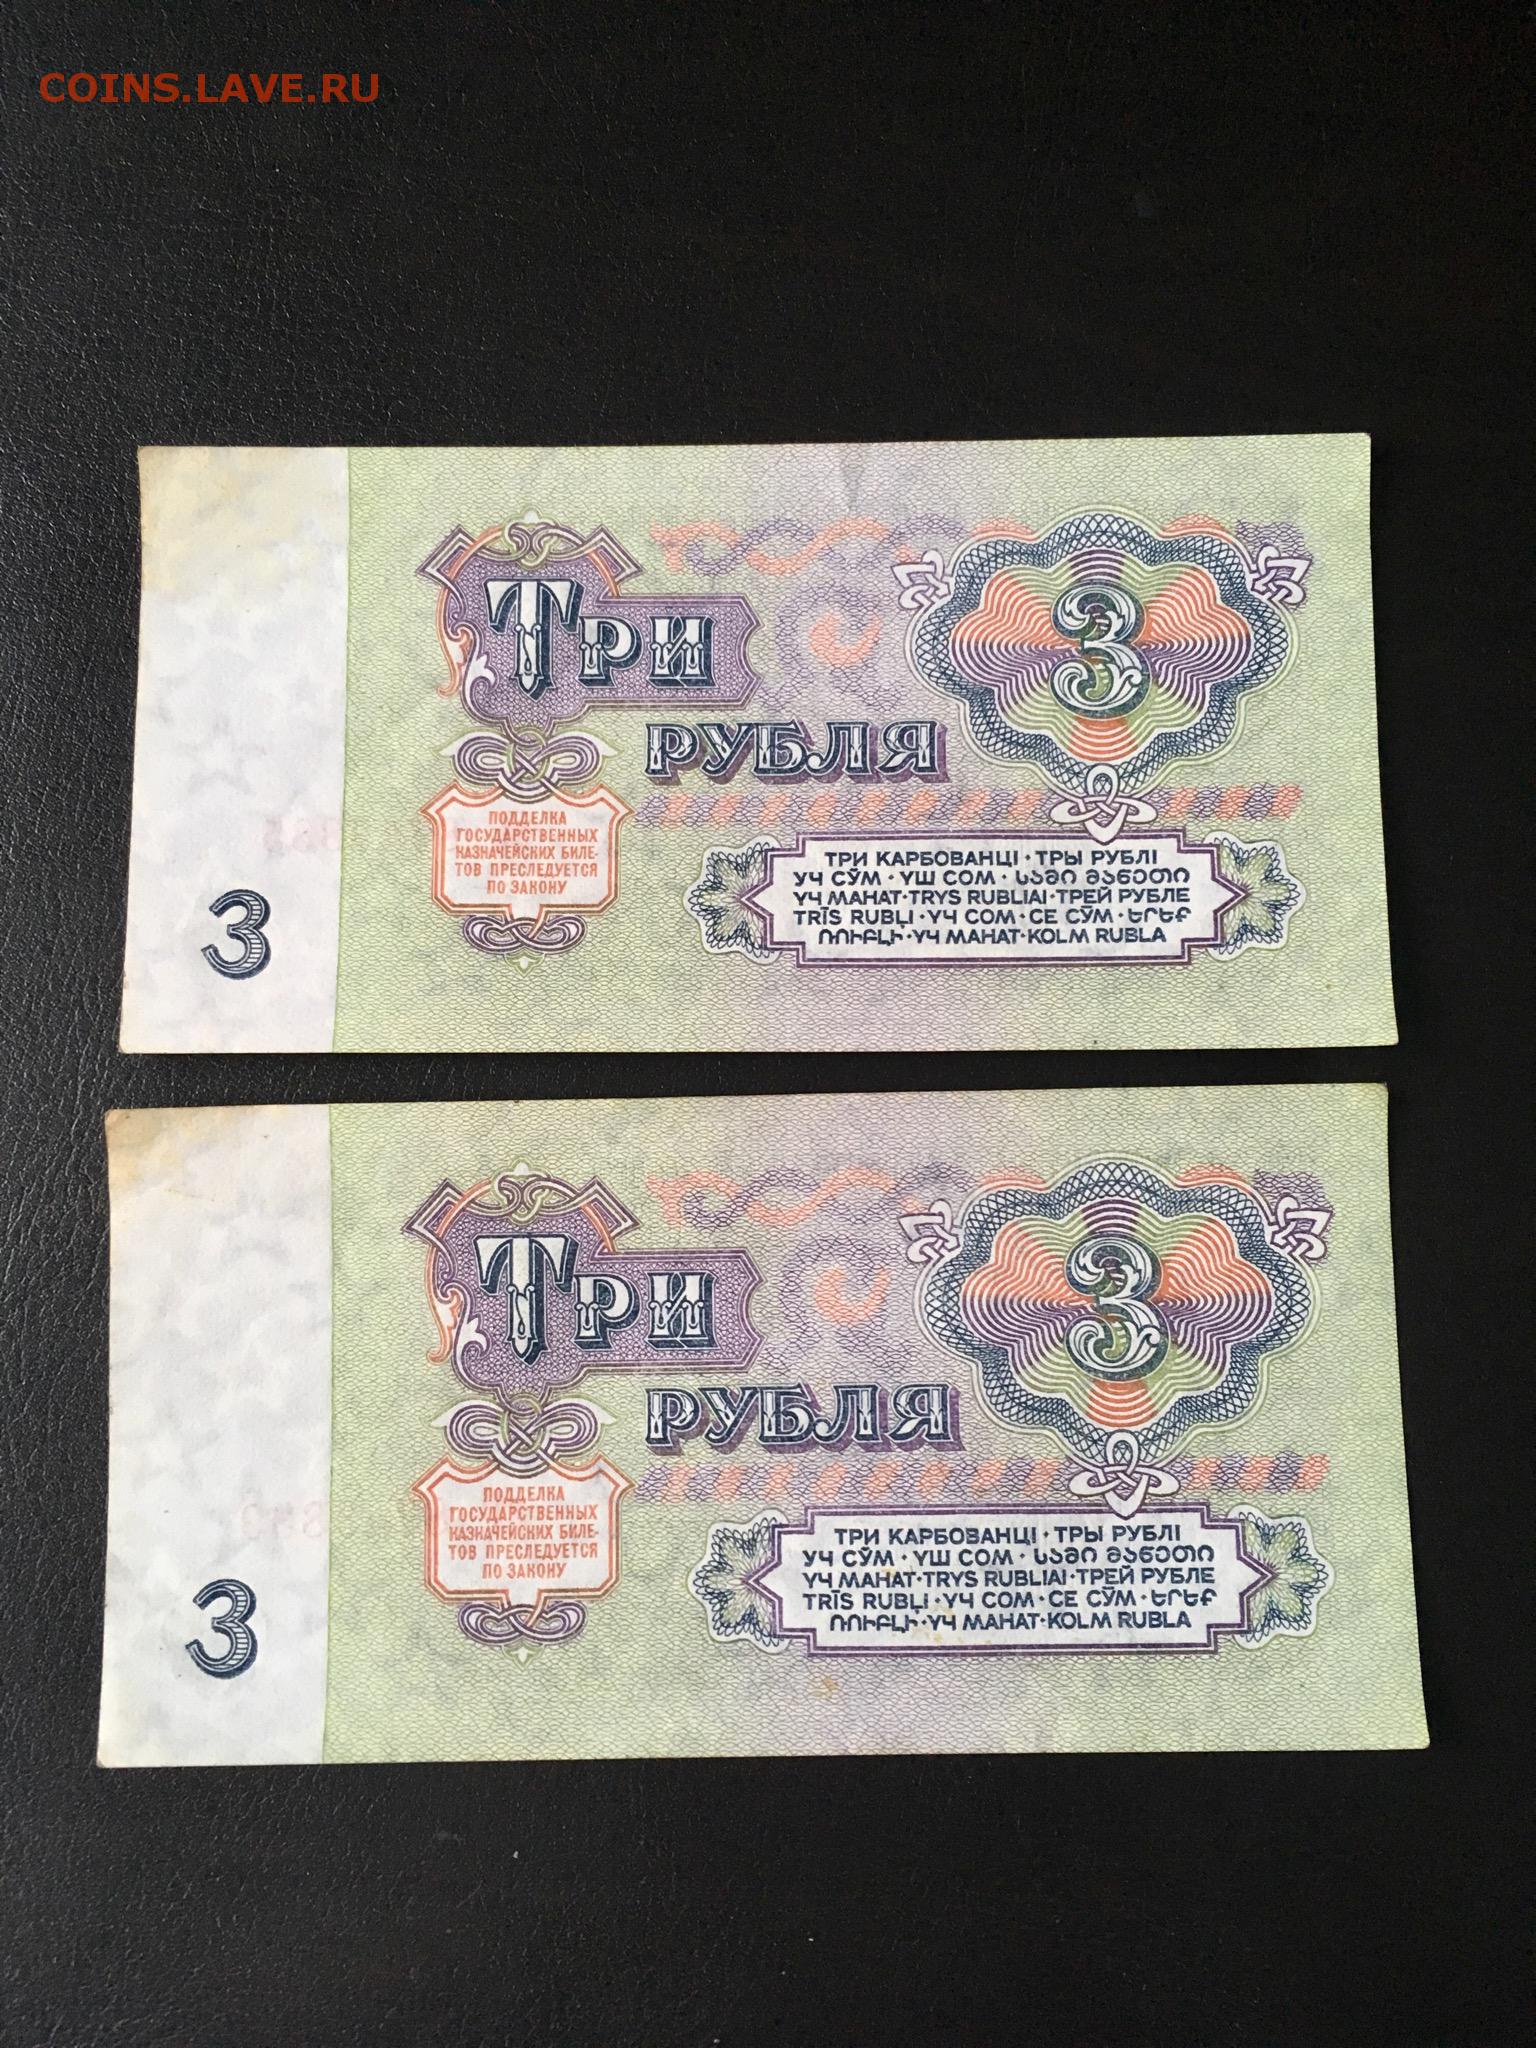 COINS.LAVE.RU
Три
рубля
3
ПОДДЕЛКА
ГОСУДАРСТВЕННЫХ
КАЗНАЧЕЙСКИХ БИЛЕ-
ТОВ ПРЕСЛЕДУЕТСЯ
ПО ЗАКОНУ
3
ТРИ КАРБОВАНЦІ · ТРЫ РУБЛІ
УЧ СЎМ · ҮШ СОМ · ᲡᲐᲛᲘ ᲛᲐᲜᲔᲗᲘ
ҮЧ МАНАТ · TRYS RUBLIAI · ТРЕЙ РУБЛЕ
TRĪS RUBĻI · ҮЧ СОМ · СЕ СӮМ · ԵՐԵՔ
ՌՈՒԲԼԻ · ҮЧ МАНАТ · KOLM RUBLA
Три
рубля
3
ПОДДЕЛКА
ГОСУДАРСТВЕННЫХ
КАЗНАЧЕЙСКИХ БИЛЕ-
ТОВ ПРЕСЛЕДУЕТСЯ
ПО ЗАКОНУ
3
ТРИ КАРБОВАНЦІ · ТРЫ РУБЛІ
УЧ СЎМ · ҮШ СОМ · ᲡᲐᲛᲘ ᲛᲐᲜᲔᲗᲘ
ҮЧ МАНАТ · TRYS RUBLIAI · ТРЕЙ РУБЛЕ
TRĪS RUBĻI · ҮЧ СОМ · СЕ СӮМ · ԵՐԵՔ
ՌՈՒԲԼԻ · ҮЧ МАНАТ · KOLM RUBLA